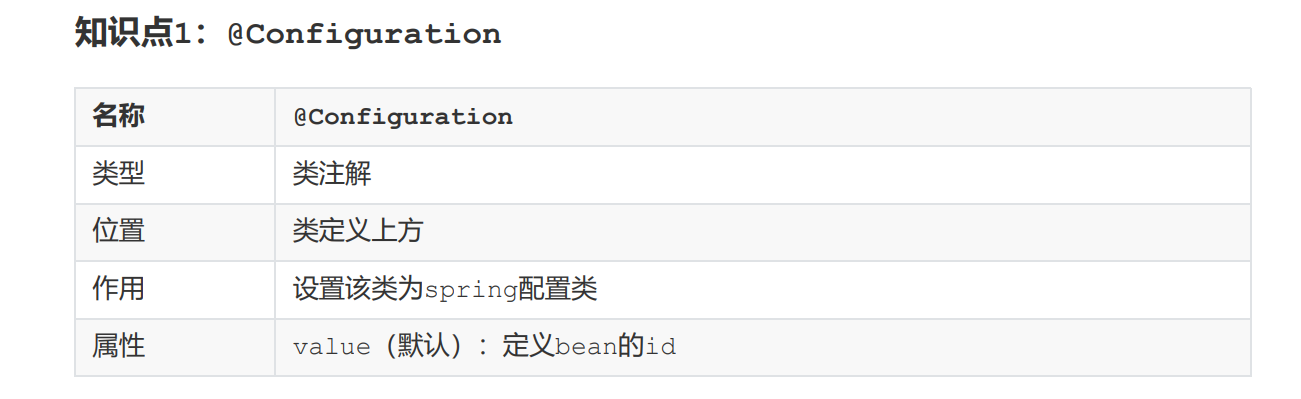 知识点1：@Configuration
名称 @Configuration
类型 类注解
位置 类定义上方
作用 设置该类为spring配置类
属性 value（默认）：定义bean的id